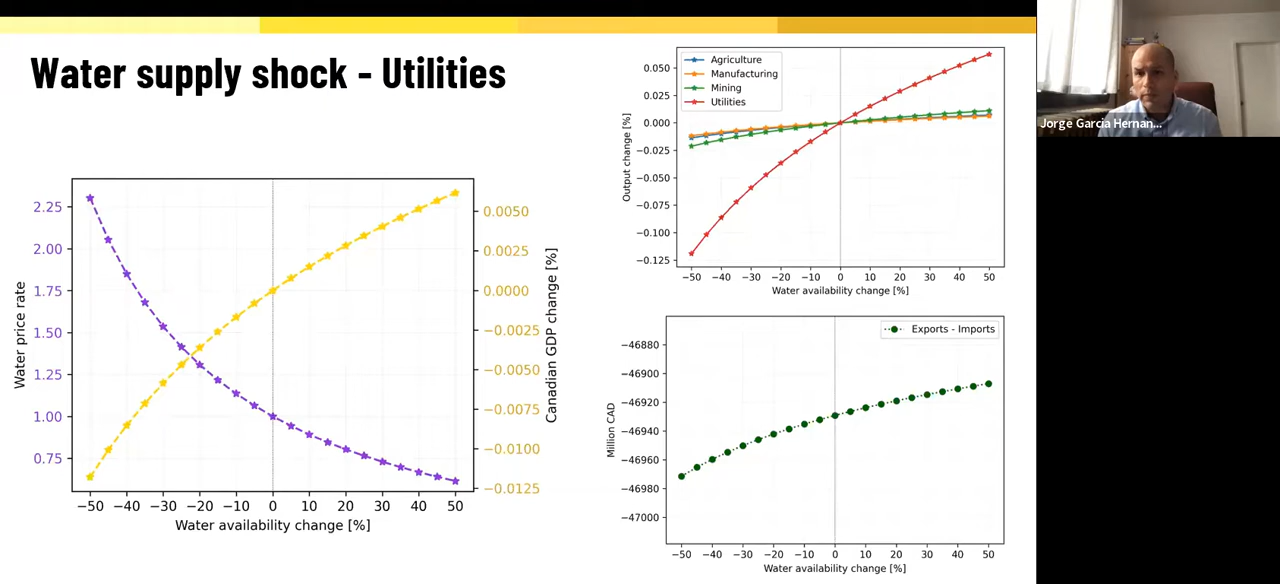 Water supply shock - Utilities
Water price rate
2.25
2.00
1.75
1.50
1.25
1.00
0.75
0.0050
0.0025
0.0000
−0.0025
−0.0050
−0.0075
−0.0100
−0.0125
Canadian GDP change [%]
−50 −40 −30 −20 −10 0 10 20 30 40 50
Water availability change [%]
Agriculture
Manufacturing
Mining
Utilities
Output change [%]
0.050
0.025
0.000
−0.025
−0.050
−0.075
−0.100
−0.125
−50 −40 −30 −20 −10 0 10 20 30 40 50
Water availability change [%]
Exports - Imports
Million CAD
−46880
−46900
−46920
−46940
−46960
−46980
−47000
−50 −40 −30 −20 −10 0 10 20 30 40 50
Water availability change [%]
Jorge Garcia Hernan...